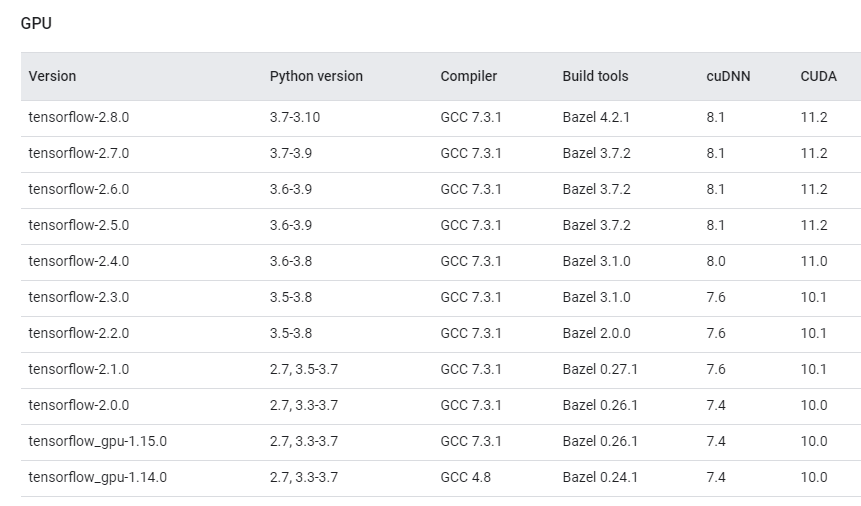 GPU
Version Python version Compiler Build tools cuDNN CUDA
tensorflow-2.8.0 3.7-3.10 GCC 7.3.1 Bazel 4.2.1 8.1 11.2
tensorflow-2.7.0 3.7-3.9 GCC 7.3.1 Bazel 3.7.2 8.1 11.2
tensorflow-2.6.0 3.6-3.9 GCC 7.3.1 Bazel 3.7.2 8.1 11.2
tensorflow-2.5.0 3.6-3.9 GCC 7.3.1 Bazel 3.7.2 8.1 11.2
tensorflow-2.4.0 3.6-3.8 GCC 7.3.1 Bazel 3.1.0 8.0 11.0
tensorflow-2.3.0 3.5-3.8 GCC 7.3.1 Bazel 3.1.0 7.6 10.1
tensorflow-2.2.0 3.5-3.8 GCC 7.3.1 Bazel 2.0.0 7.6 10.1
tensorflow-2.1.0 2.7, 3.5-3.7 GCC 7.3.1 Bazel 0.27.1 7.6 10.1
tensorflow-2.0.0 2.7, 3.3-3.7 GCC 7.3.1 Bazel 0.26.1 7.4 10.0
tensorflow_gpu-1.15.0 2.7, 3.3-3.7 GCC 7.3.1 Bazel 0.26.1 7.4 10.0
tensorflow_gpu-1.14.0 2.7, 3.3-3.7 GCC 4.8 Bazel 0.24.1 7.4 10.0